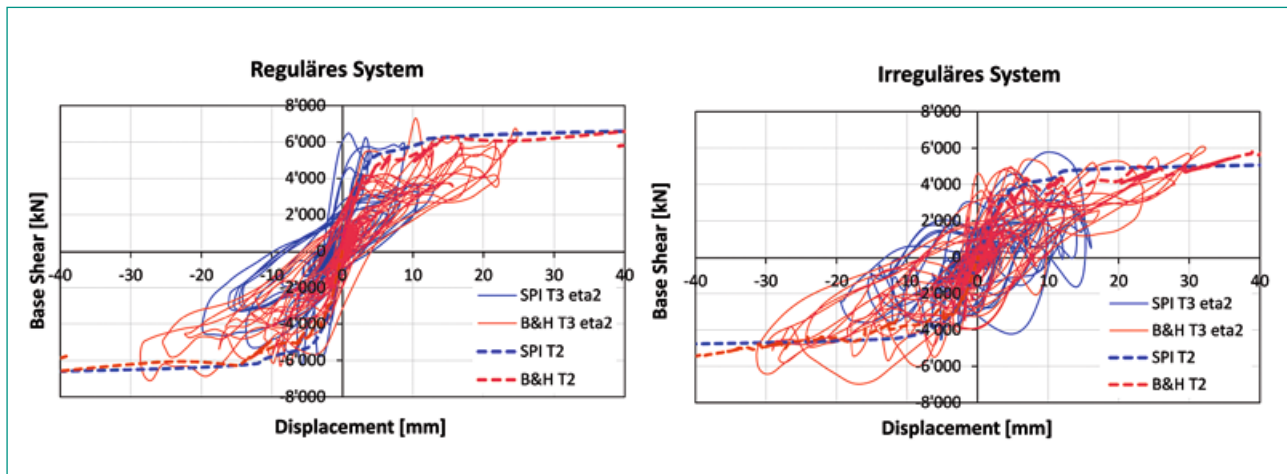 Reguläres System
8'000
6'000
4'000
2'000
0
-40 -30 -20 -10 0 10 20 30 40
-2'000
-4'000
-6'000
-8'000
Base Shear [kN]
Displacement [mm]
SPI T3 eta2
B&H T3 eta2
SPI T2
B&H T2
Irreguläres System
8'000
6'000
4'000
2'000
0
-40 -30 -20 -10 0 10 20 30 40
-2'000
-4'000
-6'000
-8'000
Base Shear [kN]
Displacement [mm]
SPI T3 eta2
B&H T3 eta2
SPI T2
B&H T2